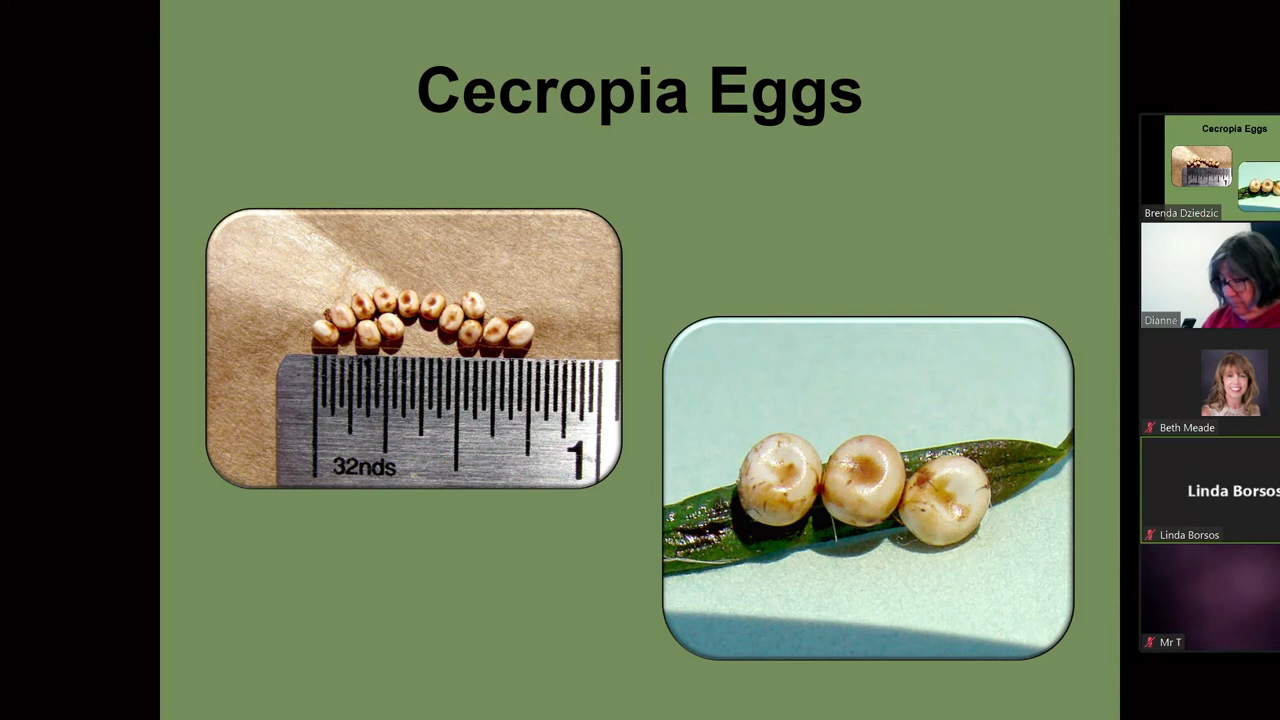 Cecropia Eggs
32nds
1
Cecropia Eggs
Brenda Dziedzic
Dianne
Beth Meade
Linda Borsos
Linda Borsos
Mr T